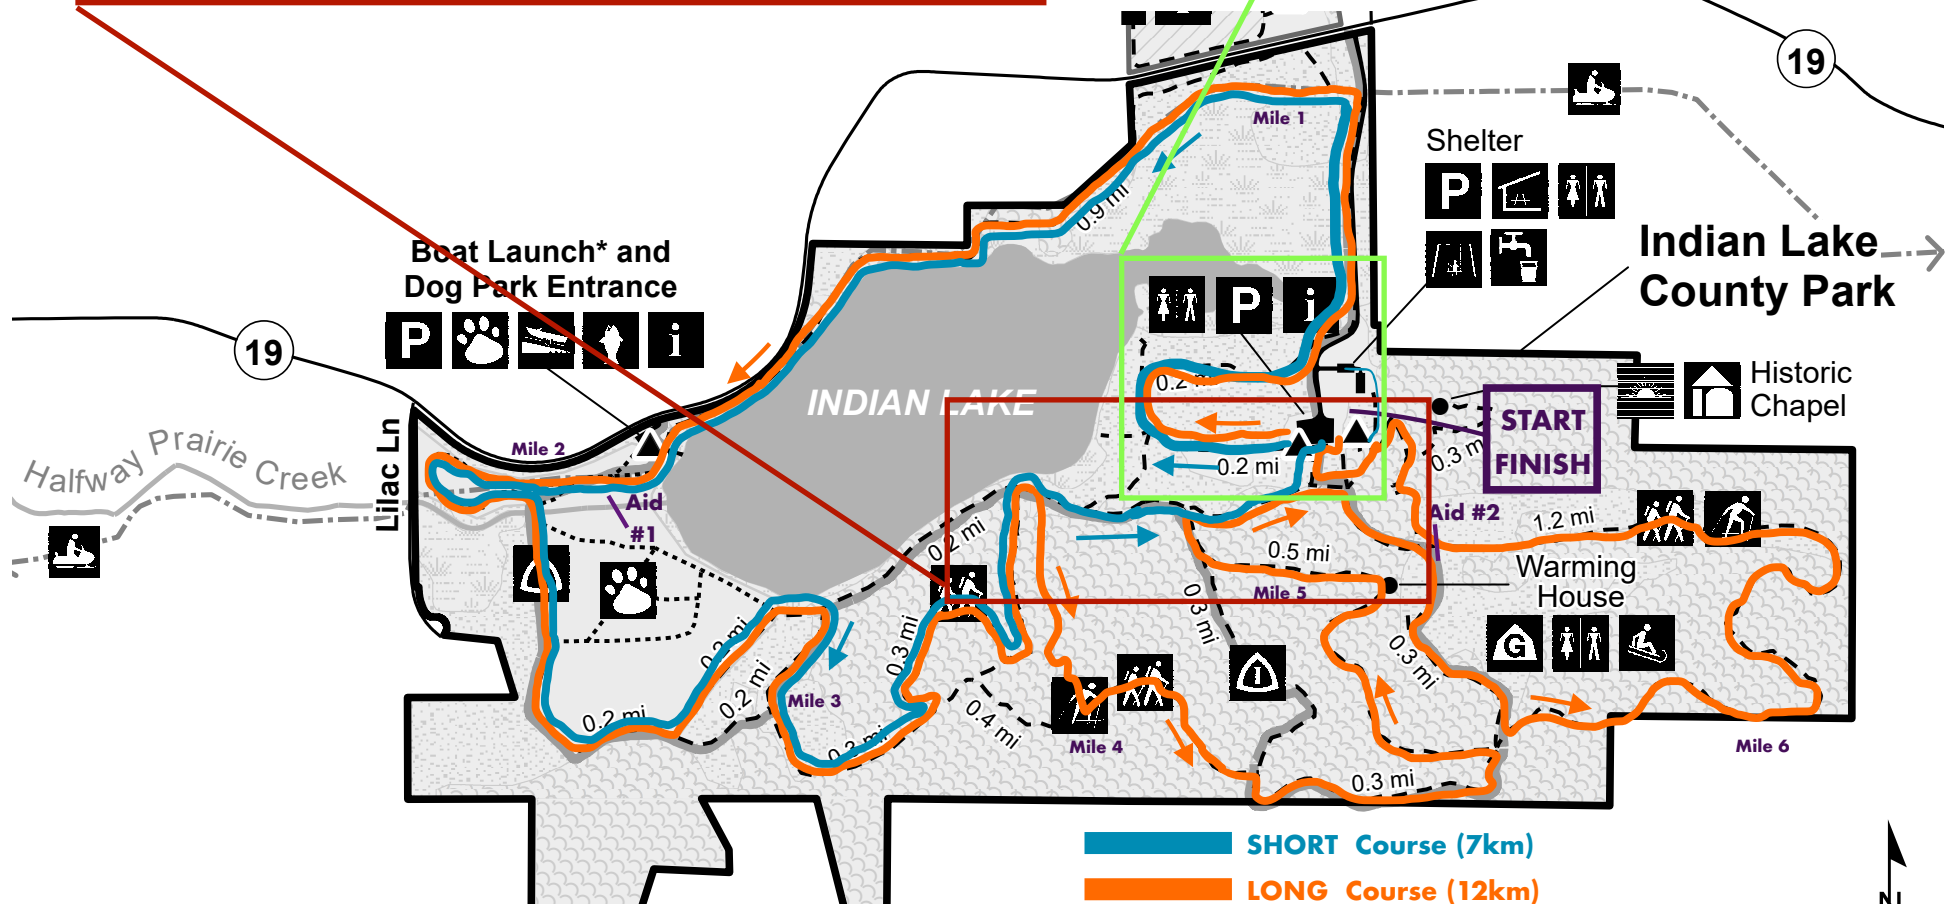 19
Mile 1
Shelter
P
0.9 mi
Indian Lake
County Park
Boat Launch* and
Dog Park Entrance
P
i
P
i
19
INDIAN LAKE
0.2
Historic
Chapel
START
FINISH
Halfway Prairie Creek
Lilac Ln
Mile 2
0.2 mi
0.3 m
Aid
#1
Aid #2
1.2 mi
0.2 mi
0.5 mi
Warming
House
Mile 5
0.3 mi
0.3 mi
0.3 mi
G
0.2 mi
0.2 mi
Mile 3
I
0.2 mi
0.4 mi
Mile 4
Mile 6
0.3 mi
SHORT Course (7km)
LONG Course (12km)